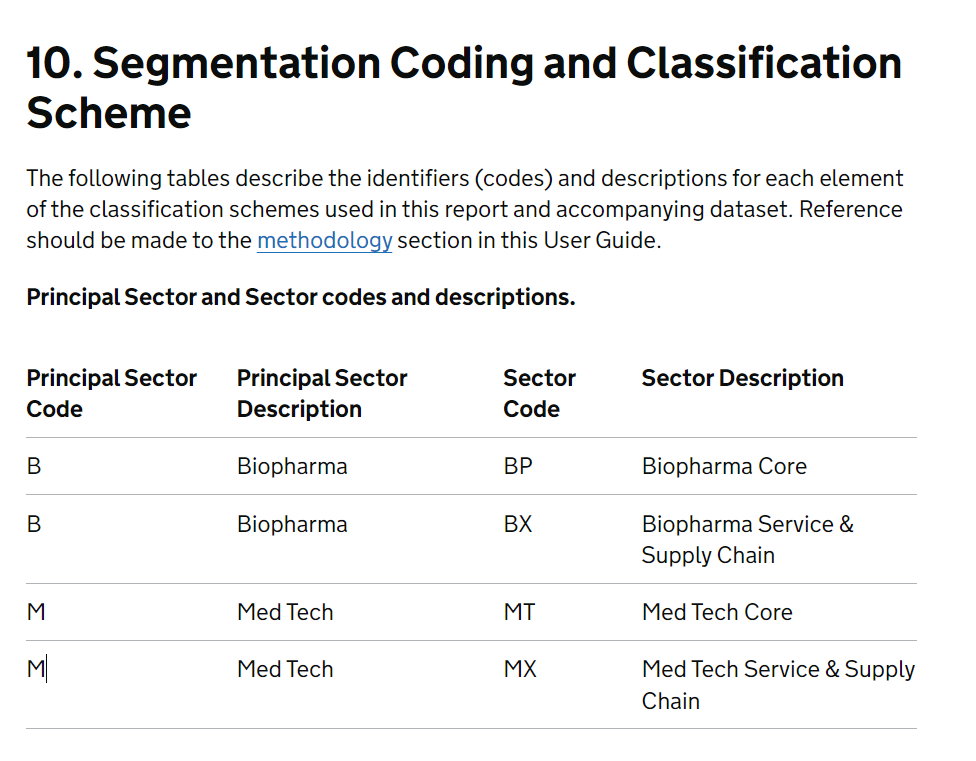 10. Segmentation Coding and Classification
Scheme
The following tables describe the identifiers (codes) and descriptions for each element
of the classification schemes used in this report and accompanying dataset. Reference
should be made to the methodology section in this User Guide.
Principal Sector and Sector codes and descriptions.
Principal Sector Code Principal Sector Description Sector Code Sector Description
B Biopharma BP Biopharma Core
B Biopharma BX Biopharma Service & Supply Chain
M Med Tech MT Med Tech Core
M Med Tech MX Med Tech Service & Supply Chain